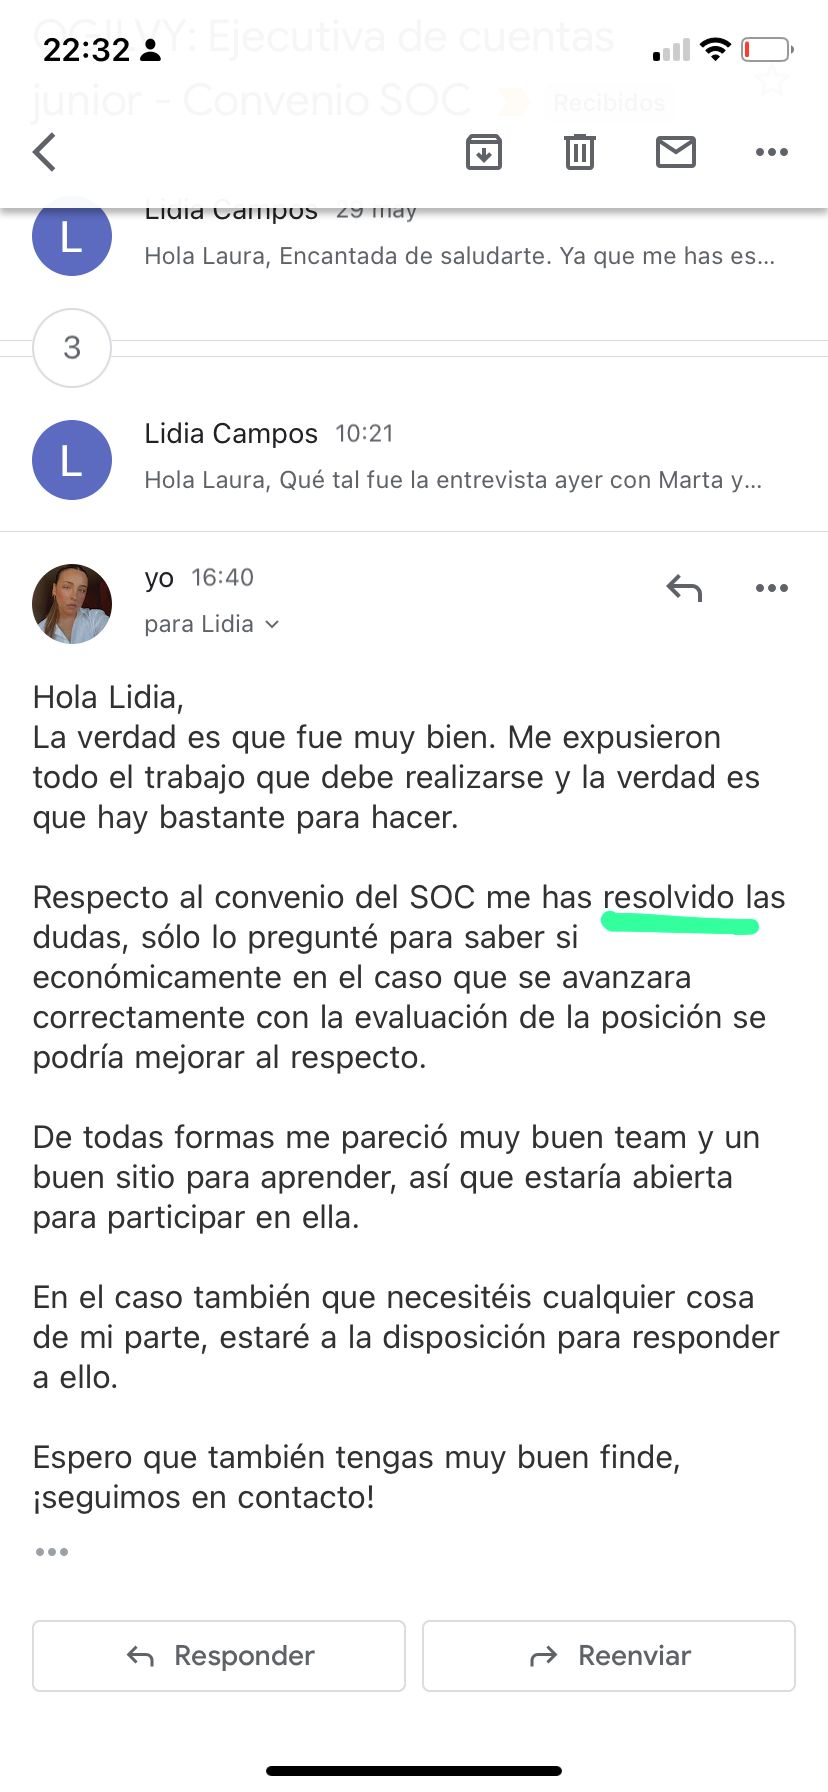 OGILVY: Ejecutiva de cuentas
22:32
junior - Convenio SOC Recibidos
Lidia Campos 29 may
L
Hola Laura, Encantada de saludarte. Ya que me has es...
3
Lidia Campos 10:21
L
Hola Laura, Qué tal fue la entrevista ayer con Marta y...
yo 16:40
para Lidia
Hola Lidia,
La verdad es que fue muy bien. Me expusieron
todo el trabajo que debe realizarse y la verdad es
que hay bastante para hacer.
Respecto al convenio del SOC me has resolvido las
dudas, sólo lo pregunté para saber si
económicamente en el caso que se avanzara
correctamente con la evaluación de la posición se
podría mejorar al respecto.
De todas formas me pareció muy buen team y un
buen sitio para aprender, así que estaría abierta
para participar en ella.
En el caso también que necesitéis cualquier cosa
de mi parte, estaré a la disposición para responder
a ello.
Espero que también tengas muy buen finde,
¡seguimos en contacto!
Responder
Reenviar